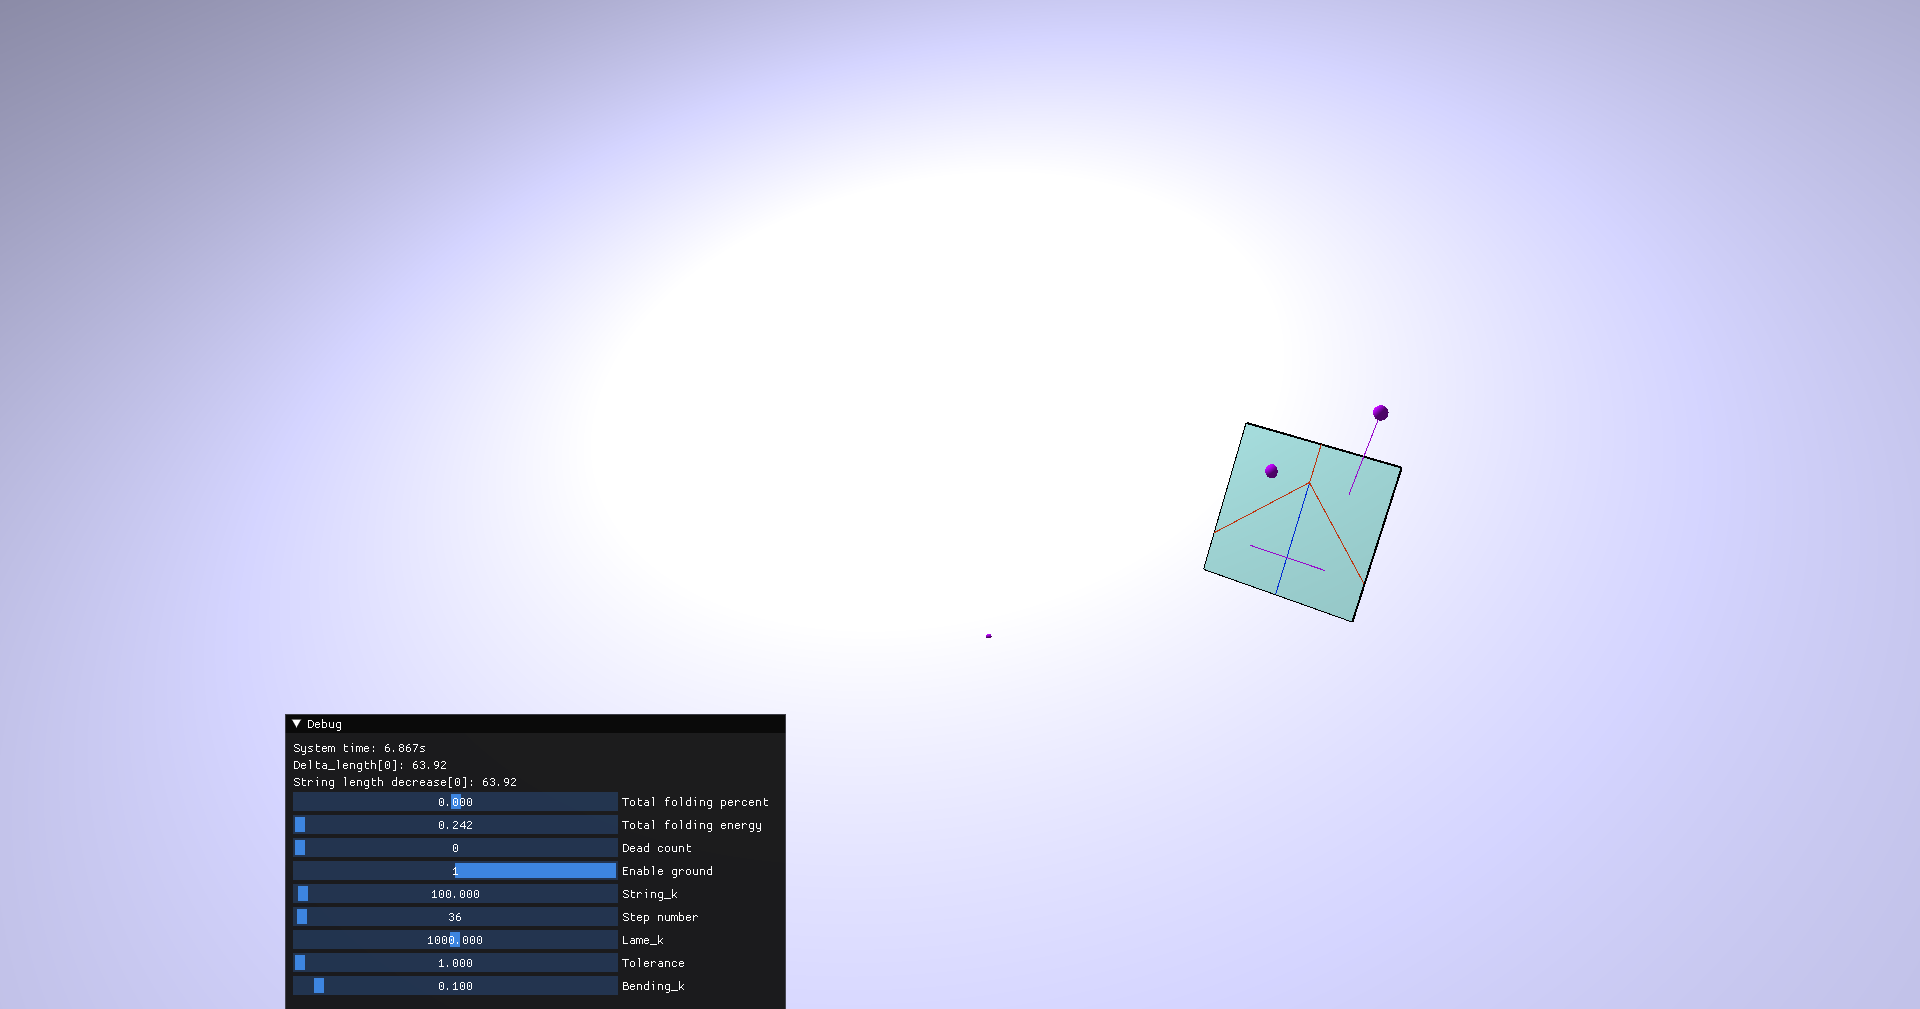 Debug
System time: 6.867s
Delta_length[0]: 63.92
String length decrease[0]: 63.92
0.000 Total folding percent
0.242 Total folding energy
0 Dead count
1 Enable ground
100.000 String_k
36 Step number
1000.000 Lame_k
1.000 Tolerance
0.100 Bending_k